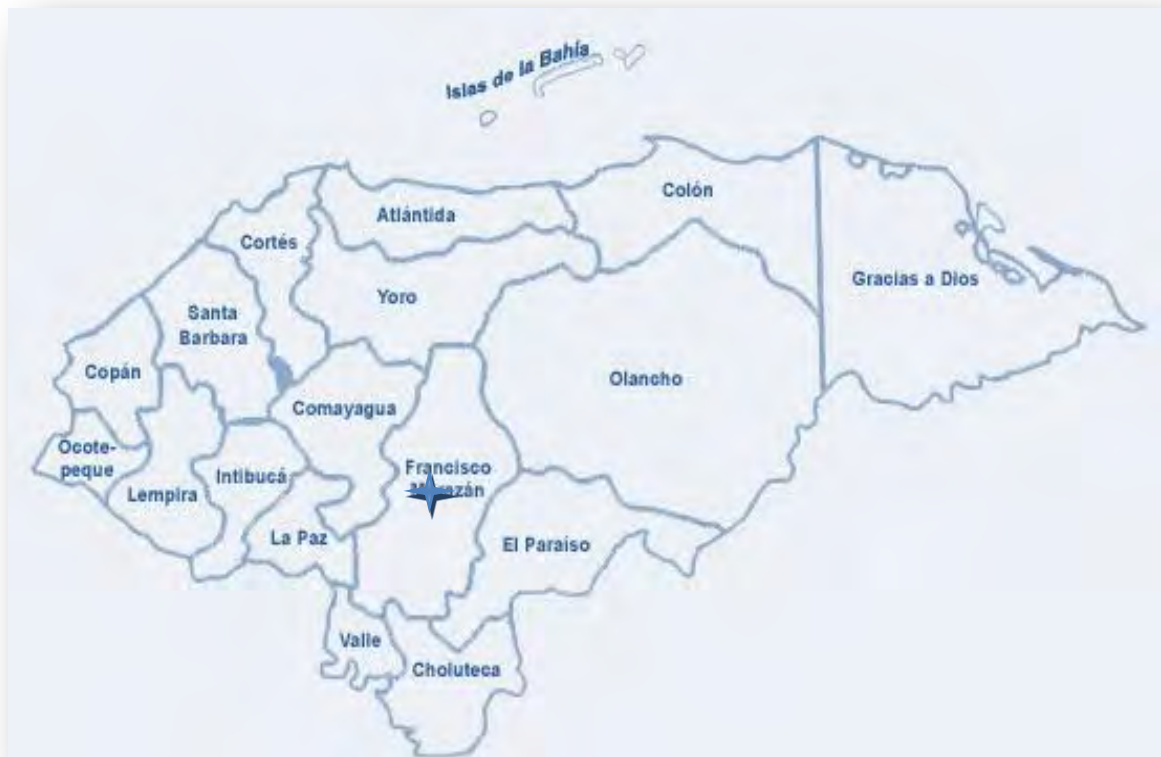 Islas de la Bahía
Colón
Atlántida
Cortés
Gracias a Dios
Yoro
Santa
Barbara
Copán
Olancho
Comayagua
Ocote-
peque
Francisco
Intibucá
Lempira
La Paz
El Paraíso
Valle
Choluteca